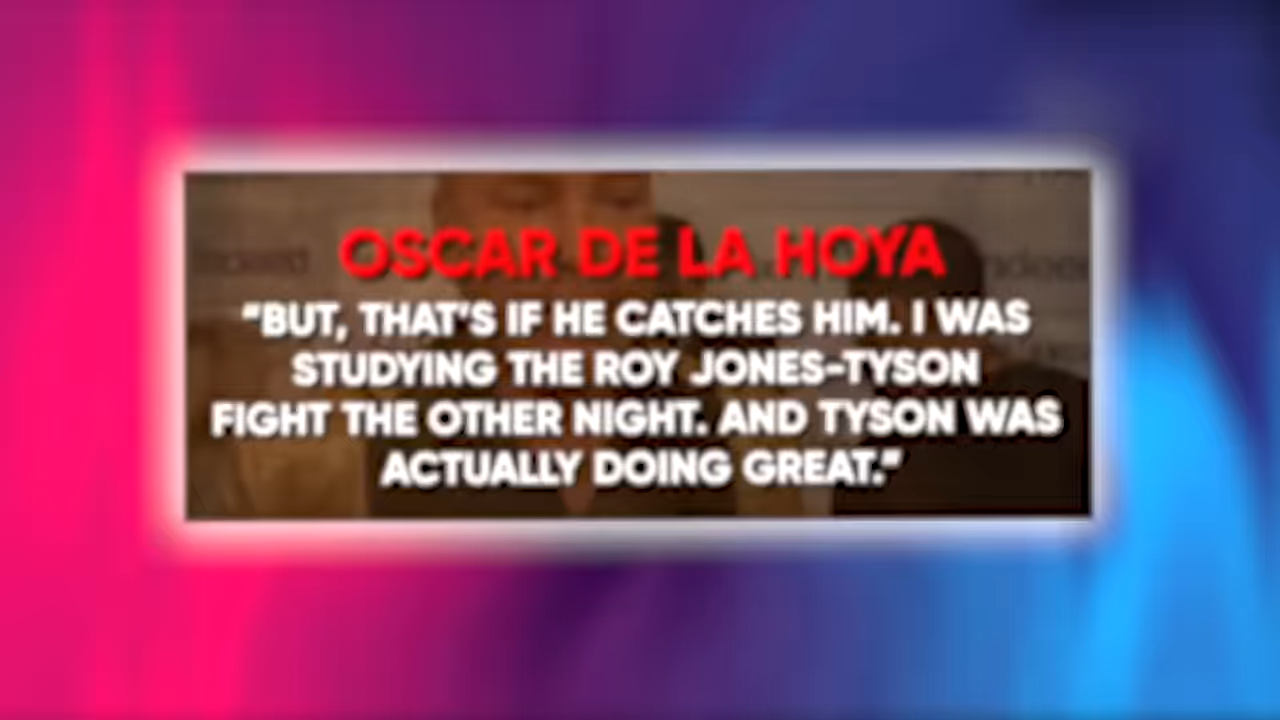 OSCAR DE LA HOYA
"BUT, THAT'S IF HE CATCHES HIM. I WAS
STUDYING THE ROY JONES-TYSON
FIGHT THE OTHER NIGHT. AND TYSON WAS
ACTUALLY DOING GREAT."